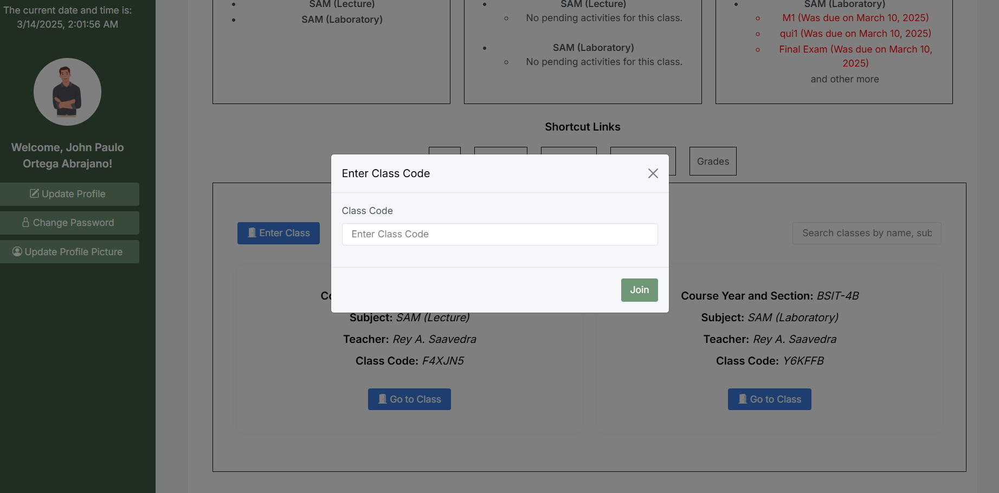 The current date and time is:
3/14/2025, 2:01:56 AM
Welcome, John Paulo
Ortega Abrajano!
Update Profile
Change Password
Update Profile Picture
SAM (Lecture)
SAM (Laboratory)
SAM (Lecture)
No pending activities for this class.
SAM (Laboratory)
No pending activities for this class.
SAM (Laboratory)
M1 (Was due on March 10, 2025)
qui1 (Was due on March 10, 2025)
Final Exam (Was due on March 10,
2025)
and other more
Shortcut Links
Grades
Enter Class Code
Class Code
Enter Class Code
Join
Enter Class
Search classes by name, sub
Subject: SAM (Lecture)
Teacher: Rey A. Saavedra
Class Code: F4XJN5
Go to Class
Course Year and Section: BSIT-4B
Subject: SAM (Laboratory)
Teacher: Rey A. Saavedra
Class Code: Y6KFFB
Go to Class